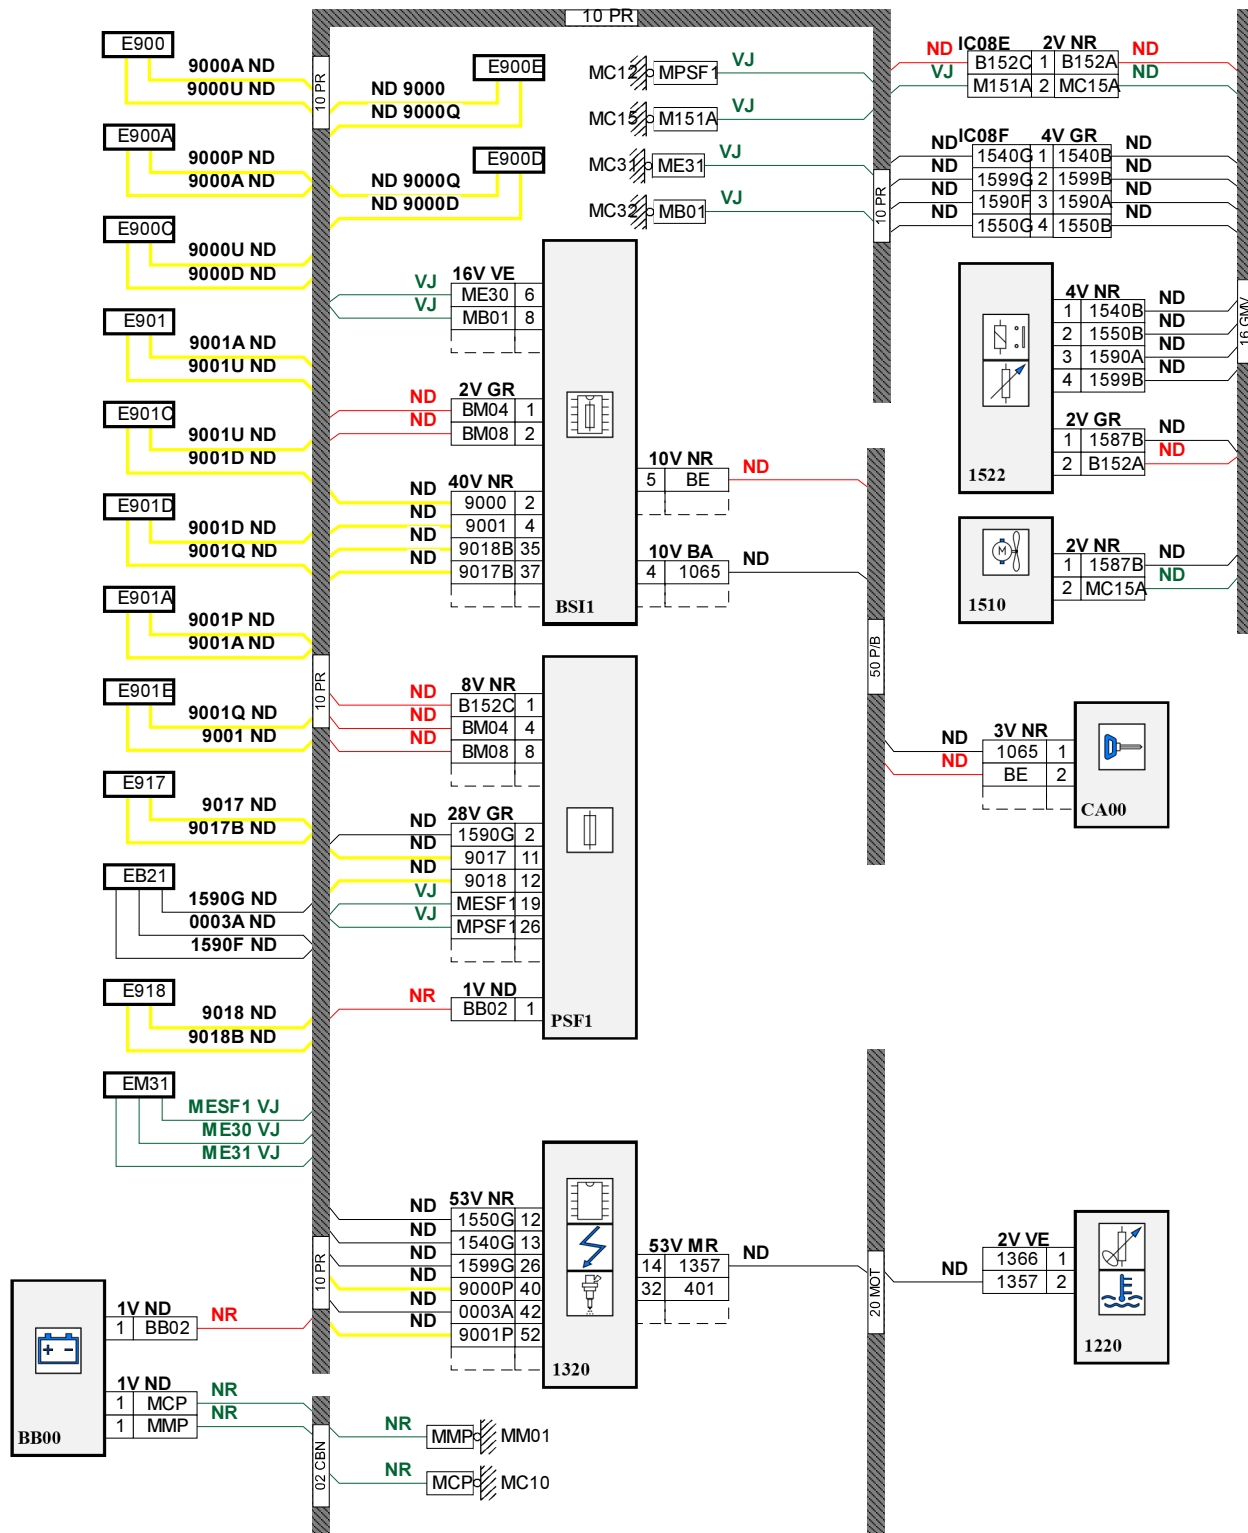 10 PR
E900
9000A ND
9000U ND
10 PR
E900A
9000P ND
9000A ND
E900C
9000U ND
9000D ND
E901
9001A ND
9001U ND
E901C
9001U ND
9001D ND
E901D
9001D ND
9001Q ND
E901A
9001P ND
9001A ND
10 PR
E901E
9001Q ND
9001 ND
E917
9017 ND
9017B ND
EB21
1590G ND
0003A ND
1590F ND
E918
9018 ND
9018B ND
EM31
MESF1 VJ
ME30 VJ
ME31 VJ
10 PR
1V ND
1 BB02 NR
1V ND
1 MCP NR
1 MMP NR
BB00
02 CBN
E900E
ND 9000
ND 9000Q
E900D
ND 9000Q
ND 9000D
MC12 MPSF1 VJ
MC15 M151A VJ
MC31 ME31 VJ
MC32 MB01 VJ
10 PR
16V VE
VJ ME30 6
VJ MB01 8
2V GR
ND BM04 1
ND BM08 2
40V NR
ND 9000 2
ND 9001 4
ND 9018B 35
ND 9017B 37
BSI1
10V NR
5 BE ND
10V BA
4 1065 ND
8V NR
ND B152C 1
ND BM04 4
ND BM08 8
28V GR
ND 1590G 2
ND 9017 11
ND 9018 12
VJ MESF1 19
VJ MPSF1 26
1V ND
NR BB02 1
PSF1
53V NR
ND 1550G 12
ND 1540G 13
ND 1599G 26
ND 9000P 40
ND 0003A 42
ND 9001P 52
1320
53V MR
14 1357 ND
32 401
NR MMP MM01
NR MCP MC10
IC08E 2V NR
ND B152C 1 B152A ND
VJ M151A 2 MC15A ND
IC08F 4V GR
ND 1540G 1 1540B ND
ND 1599G 2 1599B ND
ND 1590F 3 1590A ND
ND 1550G 4 1550B ND
16 GMV
4V NR
1 1540B ND
2 1550B ND
3 1590A ND
4 1599B ND
2V GR
1 1587B ND
2 B152A ND
1522
2V NR
1 1587B ND
2 MC15A ND
1510
50 P/B
3V NR
ND 1065 1
ND BE 2
CA00
20 MOT
2V VE
1366 1
ND 1357 2
1220